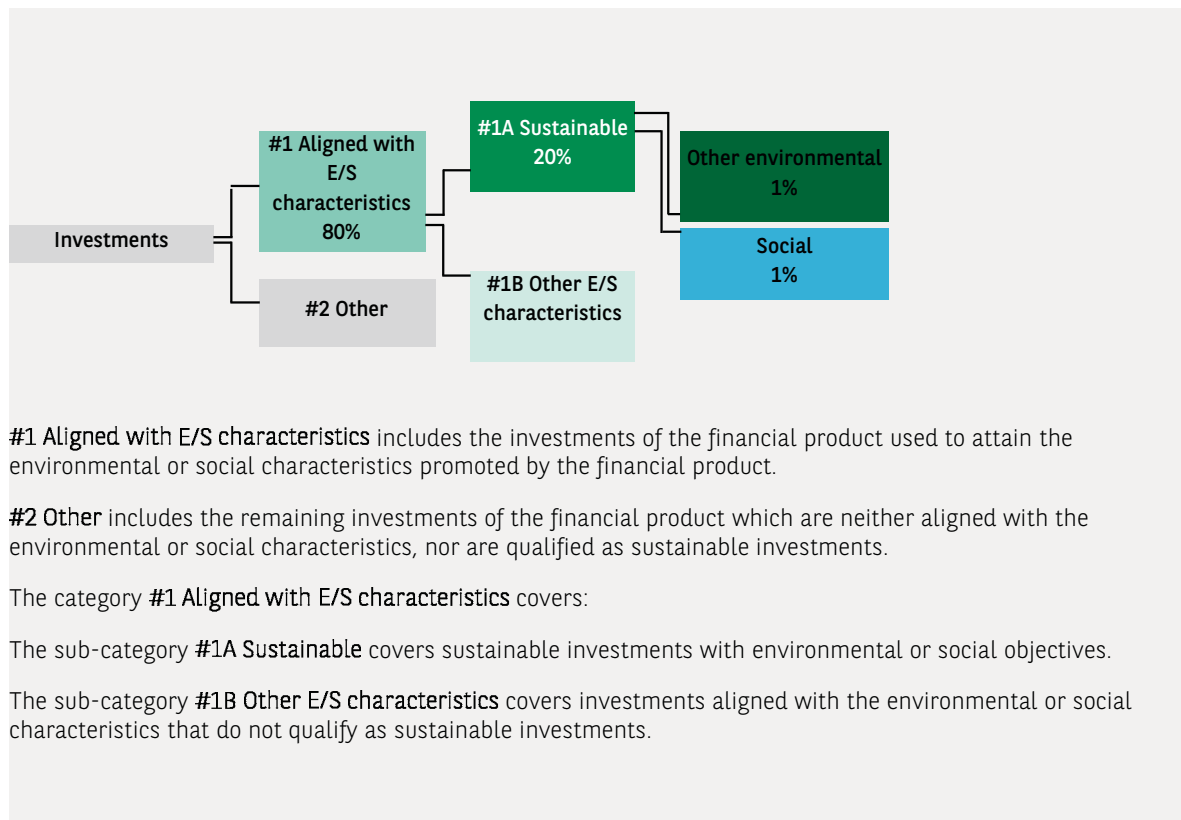 #1A Sustainable
20%
#1 Aligned with
E/S
characteristics
80%
Other environmental
1%
Investments
Social
1%
#1B Other E/S
characteristics
#2 Other
#1 Aligned with E/S characteristics includes the investments of the financial product used to attain the
environmental or social characteristics promoted by the financial product.
#2 Other includes the remaining investments of the financial product which are neither aligned with the
environmental or social characteristics, nor are qualified as sustainable investments.
The category #1 Aligned with E/S characteristics covers:
The sub-category #1A Sustainable covers sustainable investments with environmental or social objectives.
The sub-category #1B Other E/S characteristics covers investments aligned with the environmental or social
characteristics that do not qualify as sustainable investments.